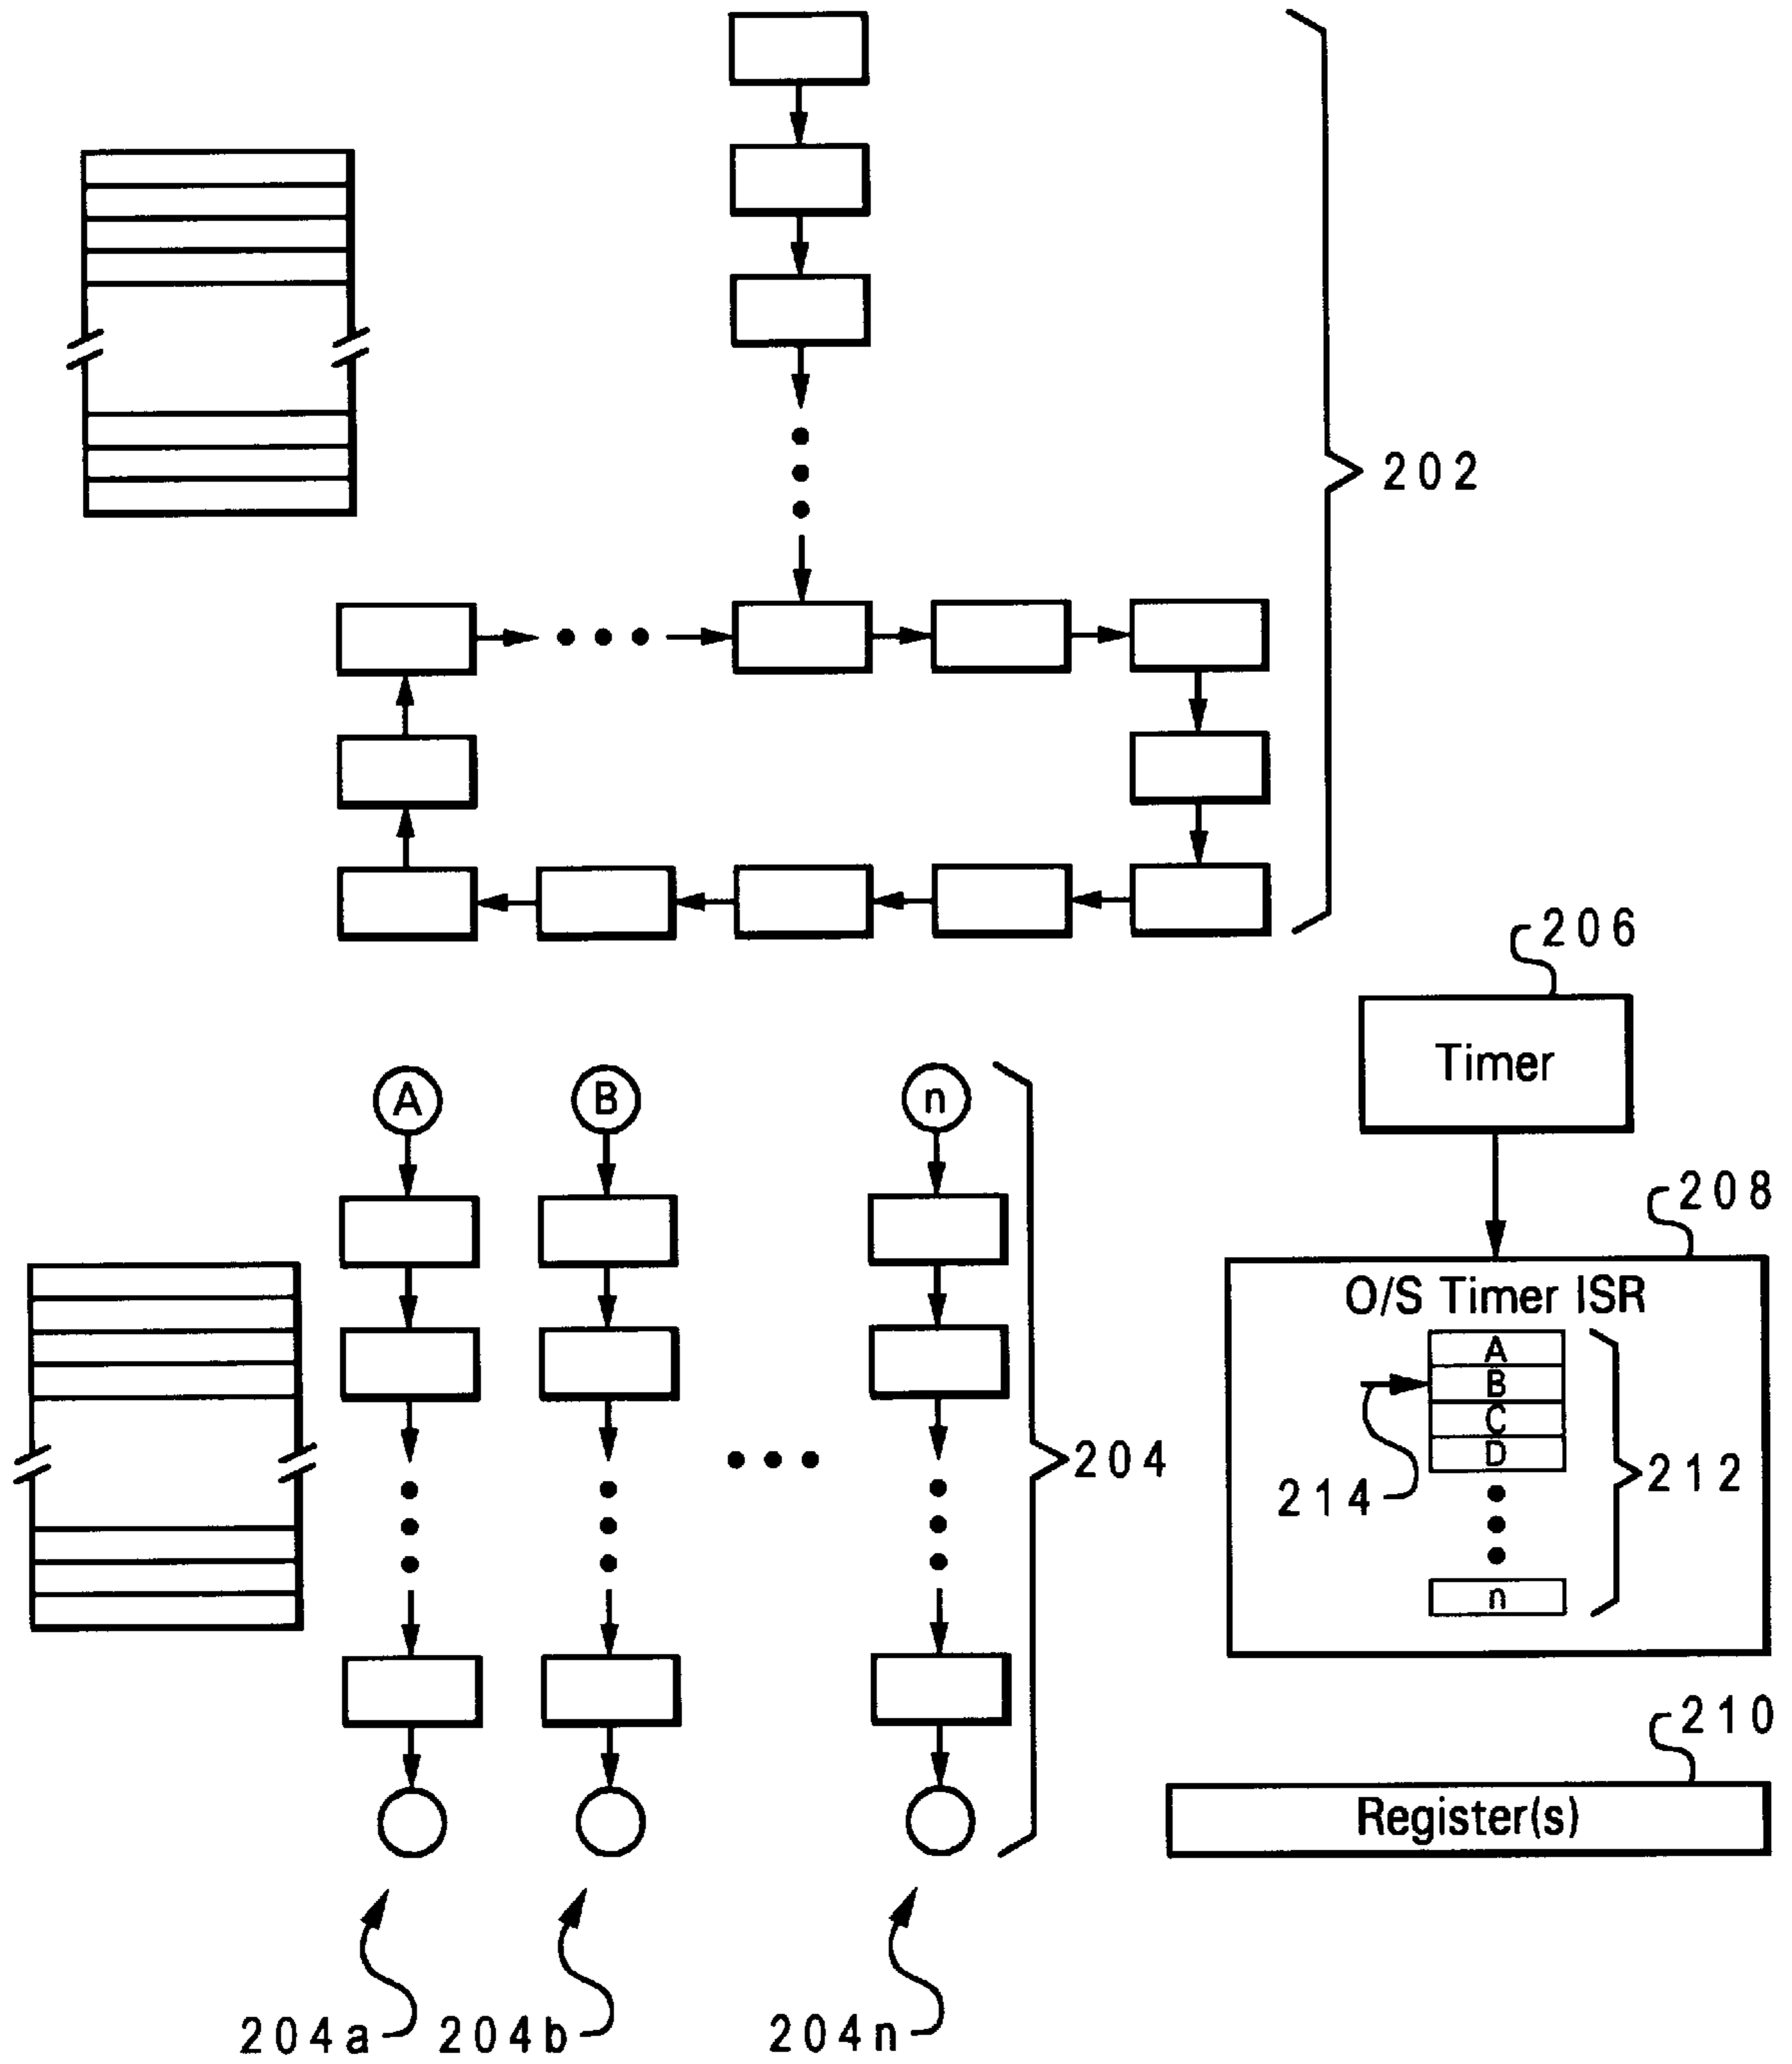 202
206
Timer
A
B
n
208
O/S Timer ISR
A
B
C
D
n
204
214
212
210
Register(s)
204a
204b
204n